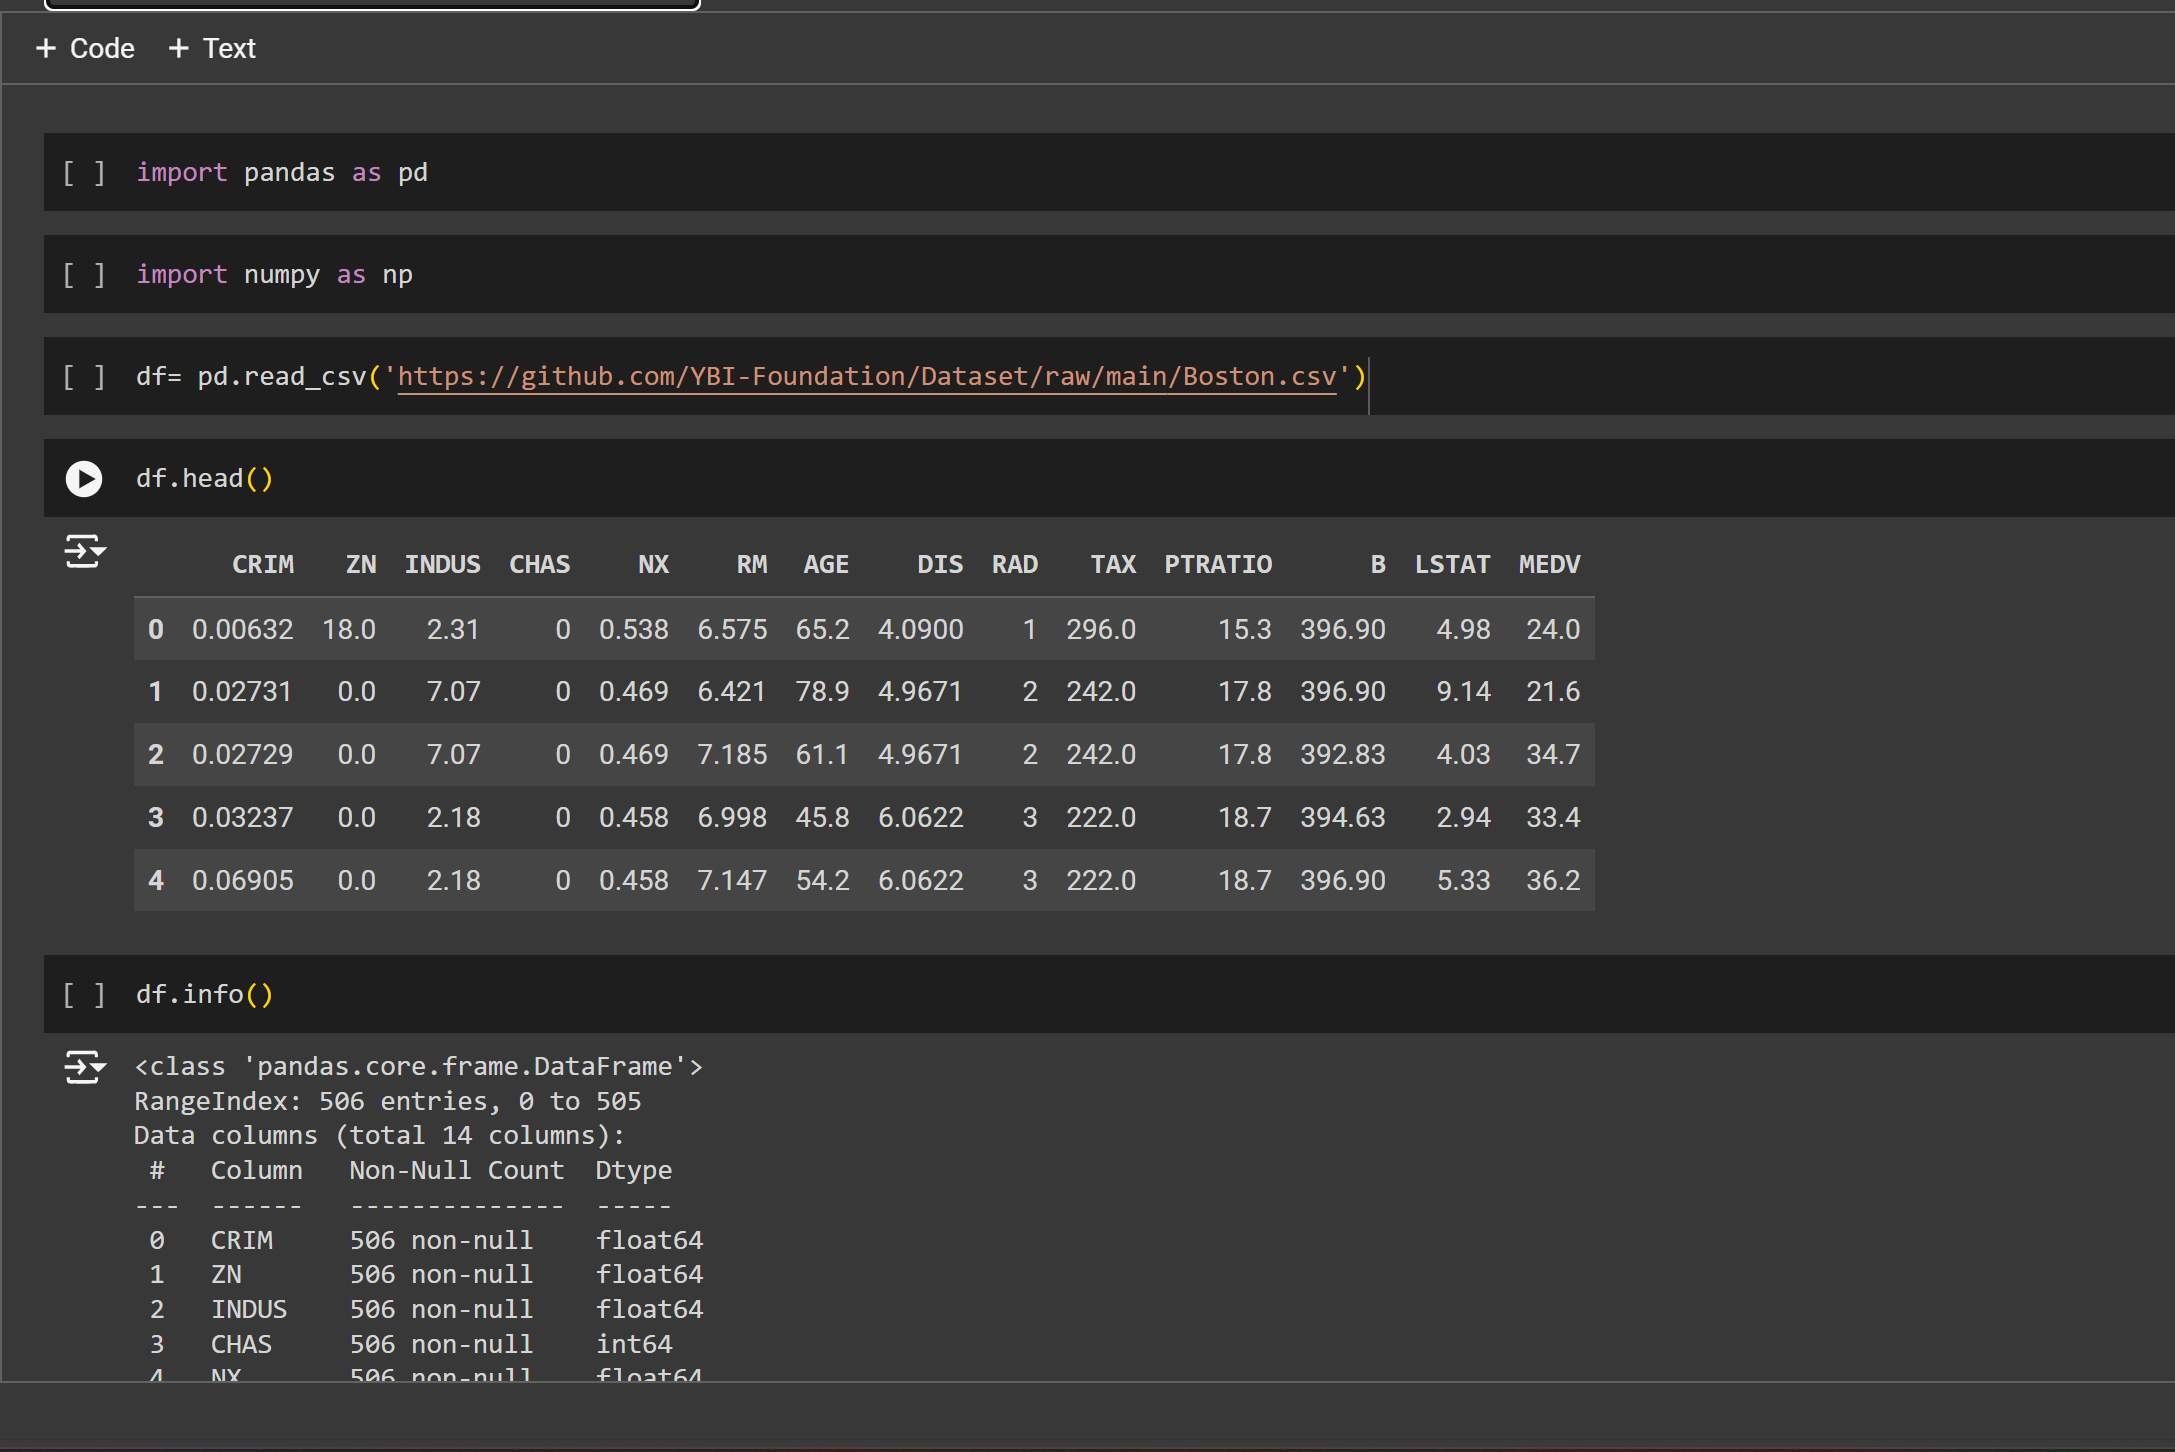 + Code + Text
[ ] import pandas as pd
[ ] import numpy as np
[ ] df= pd.read_csv('https://github.com/YBI-Foundation/Dataset/raw/main/Boston.csv')
df.head()
CRIM ZN INDUS CHAS NX RM AGE DIS RAD TAX PTRATIO B LSTAT MEDV
0 0.00632 18.0 2.31 0 0.538 6.575 65.2 4.0900 1 296.0 15.3 396.90 4.98 24.0
1 0.02731 0.0 7.07 0 0.469 6.421 78.9 4.9671 2 242.0 17.8 396.90 9.14 21.6
2 0.02729 0.0 7.07 0 0.469 7.185 61.1 4.9671 2 242.0 17.8 392.83 4.03 34.7
3 0.03237 0.0 2.18 0 0.458 6.998 45.8 6.0622 3 222.0 18.7 394.63 2.94 33.4
4 0.06905 0.0 2.18 0 0.458 7.147 54.2 6.0622 3 222.0 18.7 396.90 5.33 36.2
[ ] df.info()
<class 'pandas.core.frame.DataFrame'>
RangeIndex: 506 entries, 0 to 505
Data columns (total 14 columns):
# Column Non-Null Count Dtype
--- ------ -------------- -----
0 CRIM 506 non-null float64
1 ZN 506 non-null float64
2 INDUS 506 non-null float64
3 CHAS 506 non-null int64
4 NX 506 non-null float64